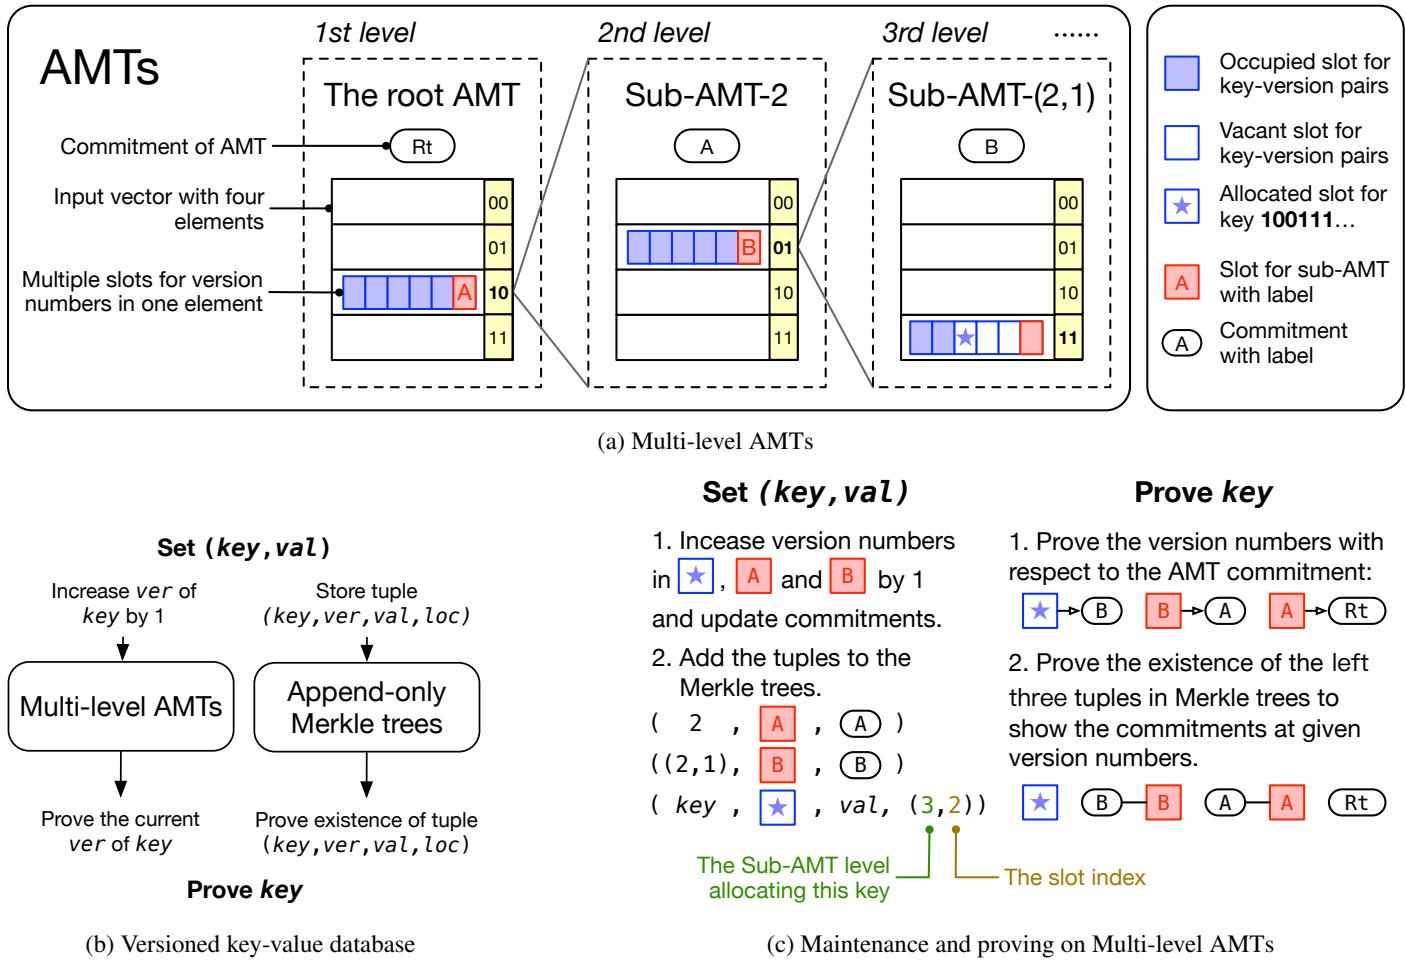 AMTs
1st level
2nd level
3rd level
......
The root AMT
Sub-AMT-2
Sub-AMT-(2,1)
Commitment of AMT
Rt
A
B
Input vector with four
elements
Multiple slots for version
numbers in one element
00
01
A 10
11
00
B 01
10
11
00
01
10
11
Occupied slot for
key-version pairs
Vacant slot for
key-version pairs
Allocated slot for
key 100111...
A
Slot for sub-AMT
with label
A
Commitment
with label
(a) Multi-level AMTs
Set (key,val)
Increase ver of
key by 1
Store tuple
(key,ver,val,loc)
Multi-level AMTs
Append-only
Merkle trees
Prove the current
ver of key
Prove existence of tuple
(key,ver,val,loc)
Prove key
(b) Versioned key-value database
Set (key,val)
1. Incease version numbers
in ★ , A and B by 1
and update commitments.
2. Add the tuples to the
Merkle trees.
( 2 , A , A )
((2,1), B , B )
( key , ★ , val, (3,2))
The Sub-AMT level
allocating this key
The slot index
Prove key
1. Prove the version numbers with
respect to the AMT commitment:
★ B B A A Rt
2. Prove the existence of the left
three tuples in Merkle trees to
show the commitments at given
version numbers.
★ B B A A Rt
(c) Maintenance and proving on Multi-level AMTs